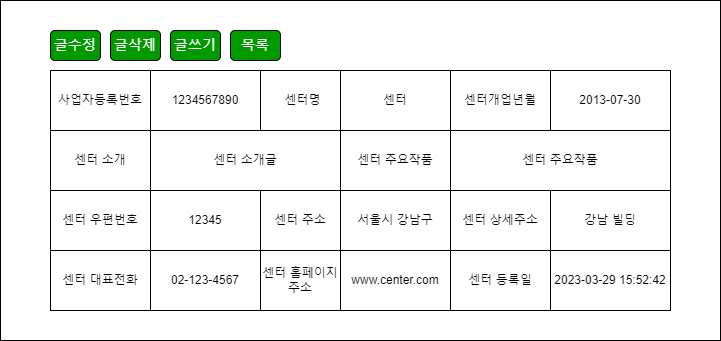 글수정 글삭제 글쓰기 목록
사업자등록번호 1234567890 센터명 센터 센터개업년월 2013-07-30
센터 소개 센터 소개글 센터 주요작품 센터 주요작품
센터 우편번호 12345 센터 주소 서울시 강남구 센터 상세주소 강남 빌딩
센터 대표전화 02-123-4567 센터 홈페이지
주소 www.center.com 센터 등록일 2023-03-29 15:52:42